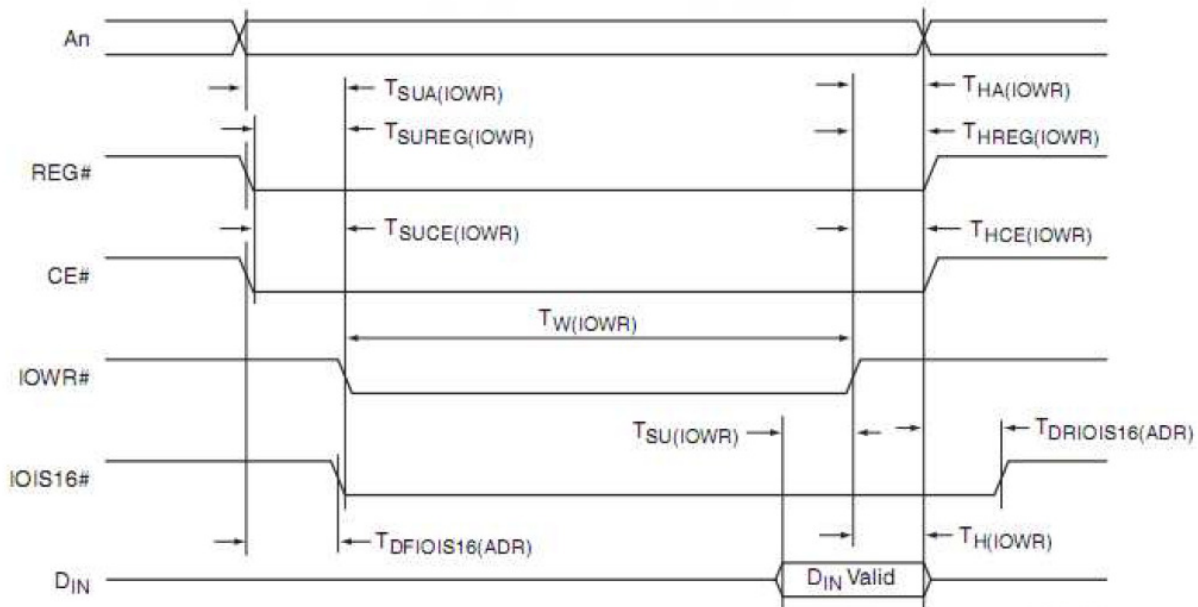 An
TSUA(IOWR) THA(IOWR)
TSUREG(IOWR) THREG(IOWR)
REG#
TSUCE(IOWR) THCE(IOWR)
CE#
TW(IOWR)
IOWR#
TSU(IOWR) TDRIOIS16(ADR)
IOIS16#
TDFIOIS16(ADR) TH(IOWR)
DIN DIN Valid